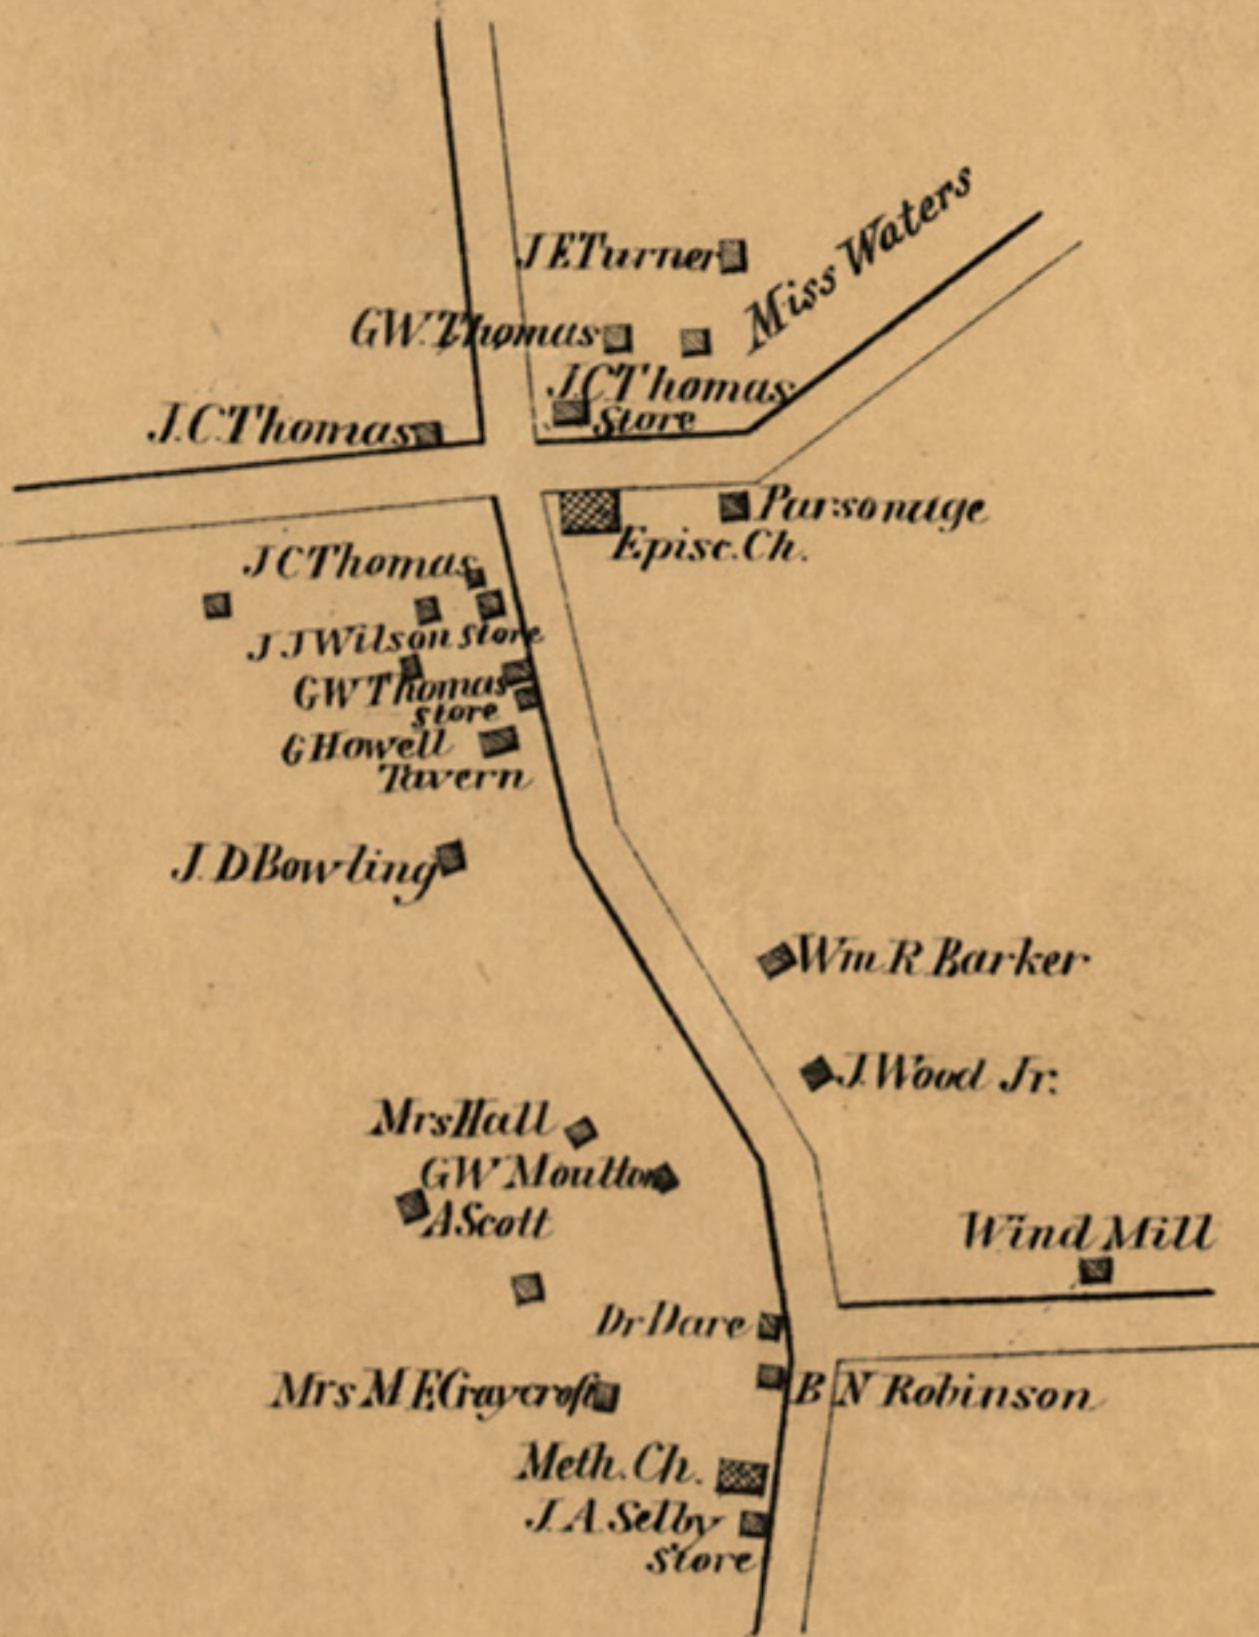 Miss Waters
J E Turner
G W. Thomas
J. C Thomas
Store
J. C. Thomas
Parsonage
Episc. Ch.
J C Thomas
J J Wilson Store
G W Thomas
Store
G Howell
Tavern
J. D Bowling
Wm R Barker
J. Wood Jr.
Mrs Hall
G W Moulton
A Scott
Wind Mill
Dr Dare
Mrs M E Graycroft
B N Robinson
Meth. Ch.
J. A Selby
Store